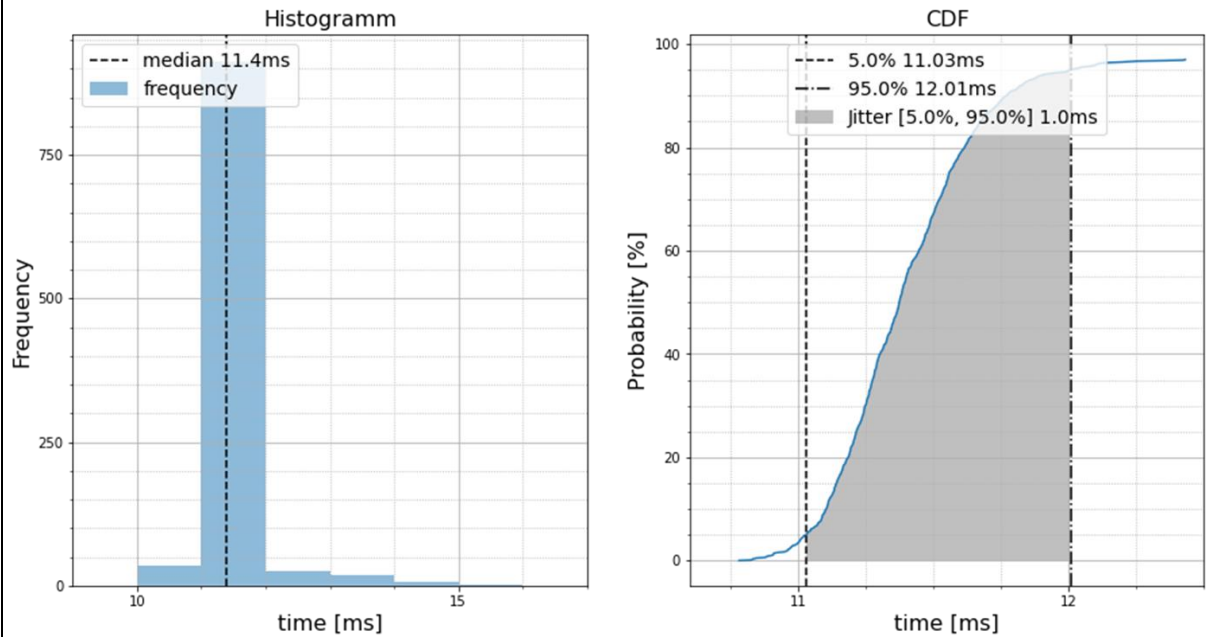 Histogramm
median 11.4ms
frequency
Frequency
750
500
250
0
10
15
time [ms]
CDF
5.0% 11.03ms
95.0% 12.01ms
Jitter [5.0%, 95.0%] 1.0ms
Probability [%]
100
80
60
40
20
0
11
12
time [ms]